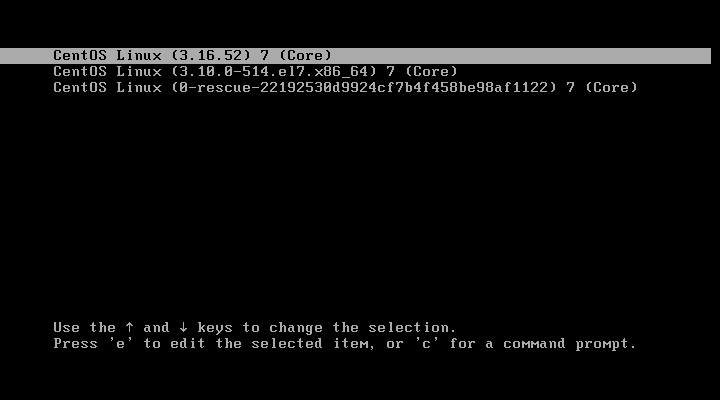 CentOS Linux (3.16.52) 7 (Core)
CentOS Linux (3.10.0-514.el7.x86_64) 7 (Core)
CentOS Linux (0-rescue-22192530d9924cf7b4f458be98af1122) 7 (Core)
Use the ↑ and ↓ keys to change the selection.
Press 'e' to edit the selected item, or 'c' for a command prompt.